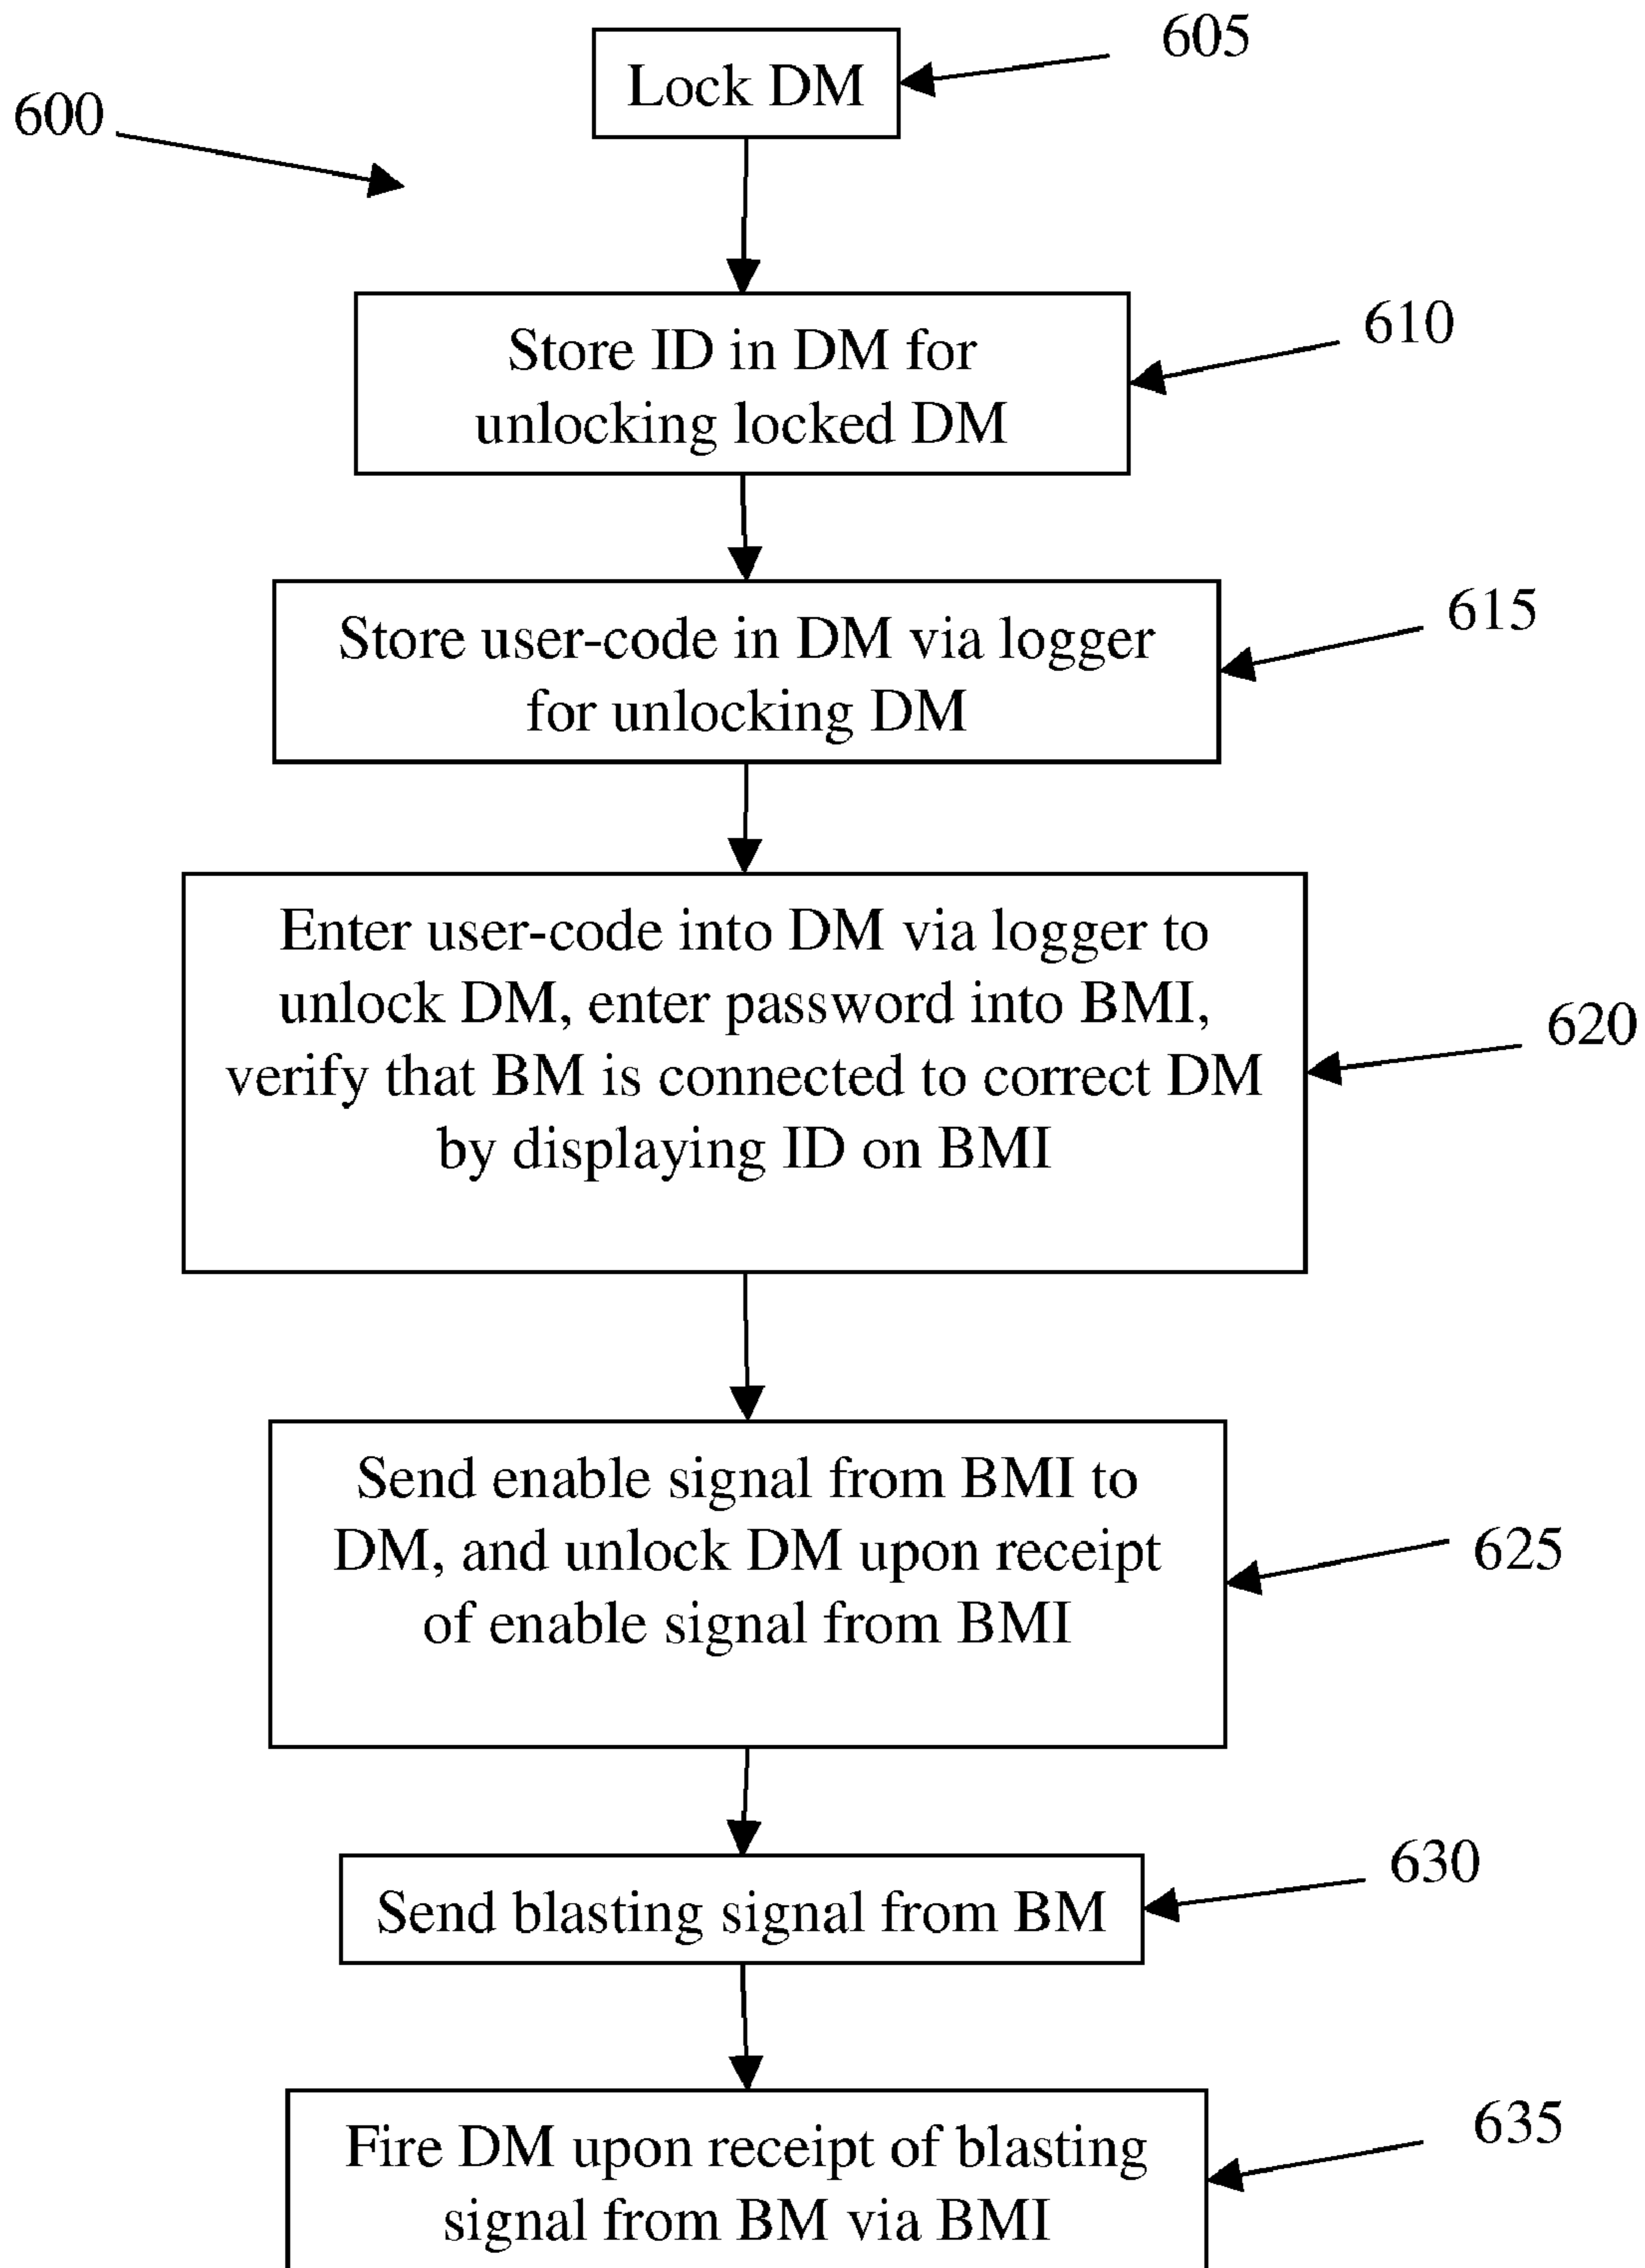 605
Lock DM
600
610
Store ID in DM for
unlocking locked DM
615
Store user-code in DM via logger
for unlocking DM
Enter user-code into DM via logger to
unlock DM, enter password into BMI,
620
verify that BM is connected to correct DM
by displaying ID on BMI
Send enable signal from BMI to
DM, and unlock DM upon receipt
625
of enable signal from BMI
630
Send blasting signal from BM
635
Fire DM upon receipt of blasting
signal from BM via BMI